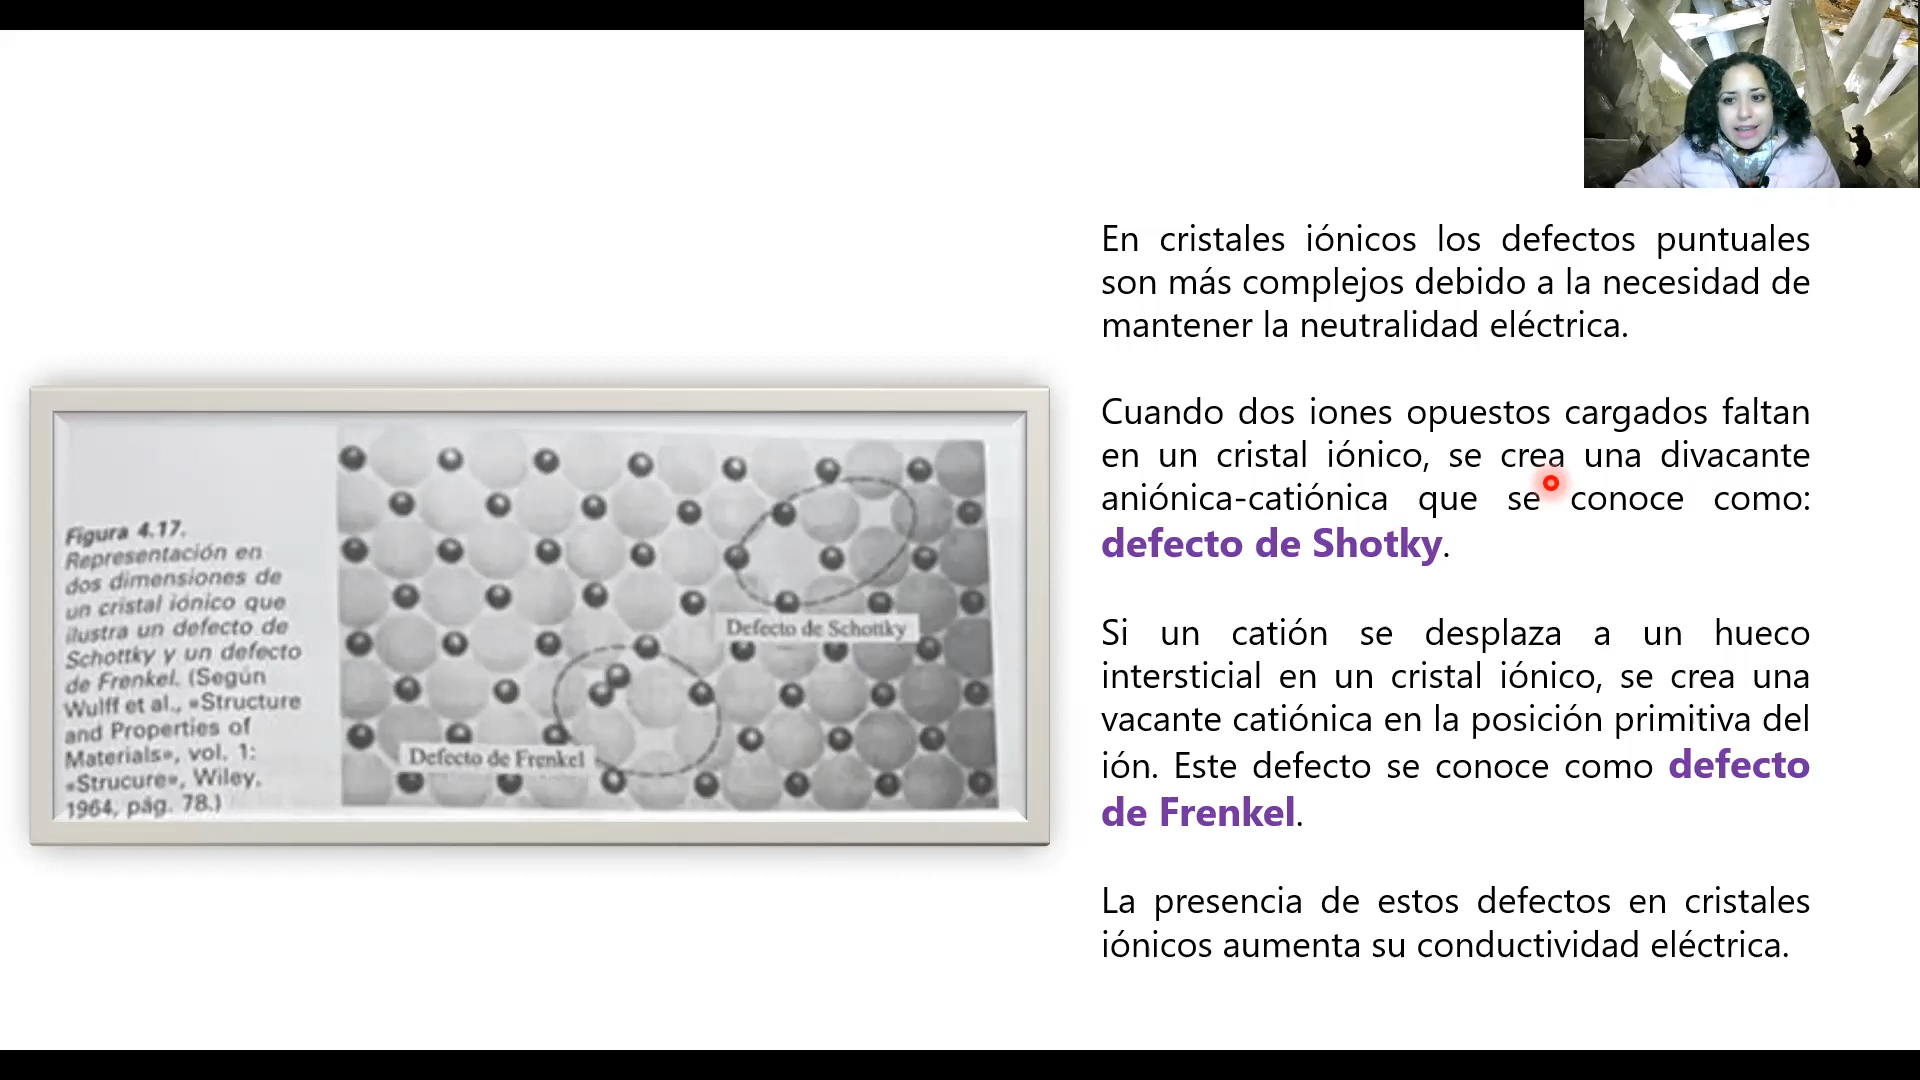 En cristales iónicos los defectos puntuales
son más complejos debido a la necesidad de
mantener la neutralidad eléctrica.
Cuando dos iones opuestos cargados faltan
en un cristal iónico, se crea una divacante
aniónica-catiónica que se conoce como:
defecto de Shotky.
Si un catión se desplaza a un hueco
intersticial en un cristal iónico, se crea una
vacante catiónica en la posición primitiva del
ión. Este defecto se conoce como defecto
de Frenkel.
La presencia de estos defectos en cristales
iónicos aumenta su conductividad eléctrica.
Figura 4.17.
Representación en
dos dimensiones de
un cristal iónico que
ilustra un defecto de
Schottky y un defecto
de Frenkel. (Según
Wulff et al., «Structure
and Properties of
Materials», vol. 1:
«Strucure», Wiley,
1964, pág. 78.)
Defecto de Schottky
Defecto de Frenkel